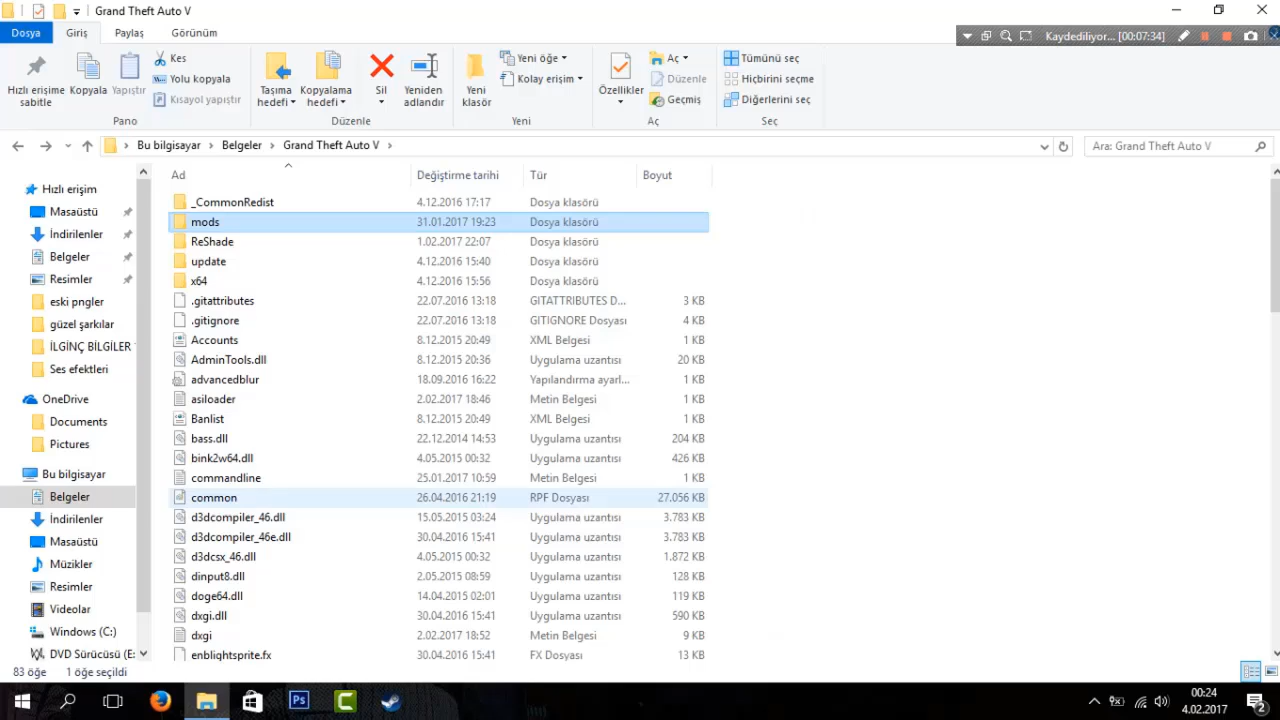 Grand Theft Auto V
Dosya Giriş Paylaş Görünüm
Kaydediliyor... [00:07:34]
Hızlı erişime sabitle
Kopyala
Yapıştır
Kes
Yolu kopyala
Kısayol yapıştır
Pano
Taşıma hedefi
Kopyalama hedefi
Sil
Yeniden adlandır
Düzenle
Yeni klasör
Yeni öğe
Kolay erişim
Yeni
Özellikler
Aç
Düzenle
Geçmiş
Aç
Tümünü seç
Hiçbirini seçme
Diğerlerini seç
Seç
Bu bilgisayar > Belgeler > Grand Theft Auto V >
Ara: Grand Theft Auto V
Hızlı erişim
Masaüstü
İndirilenler
Belgeler
Resimler
eski pngler
güzel şarkılar
İLGİNÇ BİLGİLER
Ses efektleri
OneDrive
Documents
Pictures
Bu bilgisayar
Belgeler
İndirilenler
Masaüstü
Müzikler
Resimler
Videolar
Windows (C:)
DVD Sürücüsü (E:
Ad Değiştirme tarihi Tür Boyut
_CommonRedist 4.12.2016 17:17 Dosya klasörü
mods 31.01.2017 19:23 Dosya klasörü
ReShade 1.02.2017 22:07 Dosya klasörü
update 4.12.2016 15:40 Dosya klasörü
x64 4.12.2016 15:56 Dosya klasörü
.gitattributes 22.07.2016 13:18 GITATTRIBUTES D... 3 KB
.gitignore 22.07.2016 13:18 GITIGNORE Dosyası 4 KB
Accounts 8.12.2015 20:49 XML Belgesi 1 KB
AdminTools.dll 8.12.2015 20:36 Uygulama uzantısı 20 KB
advancedblur 18.09.2016 16:22 Yapılandırma ayarl... 1 KB
asiloader 2.02.2017 18:46 Metin Belgesi 1 KB
Banlist 8.12.2015 20:49 XML Belgesi 1 KB
bass.dll 22.12.2014 14:53 Uygulama uzantısı 204 KB
bink2w64.dll 4.05.2015 00:32 Uygulama uzantısı 426 KB
commandline 25.01.2017 10:59 Metin Belgesi 1 KB
common 26.04.2016 21:19 RPF Dosyası 27.056 KB
d3dcompiler_46.dll 15.05.2015 03:24 Uygulama uzantısı 3.783 KB
d3dcompiler_46e.dll 30.04.2016 15:41 Uygulama uzantısı 3.783 KB
d3dcsx_46.dll 4.05.2015 00:32 Uygulama uzantısı 1.872 KB
dinput8.dll 2.05.2015 08:59 Uygulama uzantısı 128 KB
doge64.dll 14.04.2015 02:01 Uygulama uzantısı 119 KB
dxgi.dll 30.04.2016 15:41 Uygulama uzantısı 590 KB
dxgi 2.02.2017 18:52 Metin Belgesi 9 KB
enblightsprite.fx 30.04.2016 15:41 FX Dosyası 13 KB
83 öğe 1 öğe seçildi
Ps
00:24
4.02.2017
2